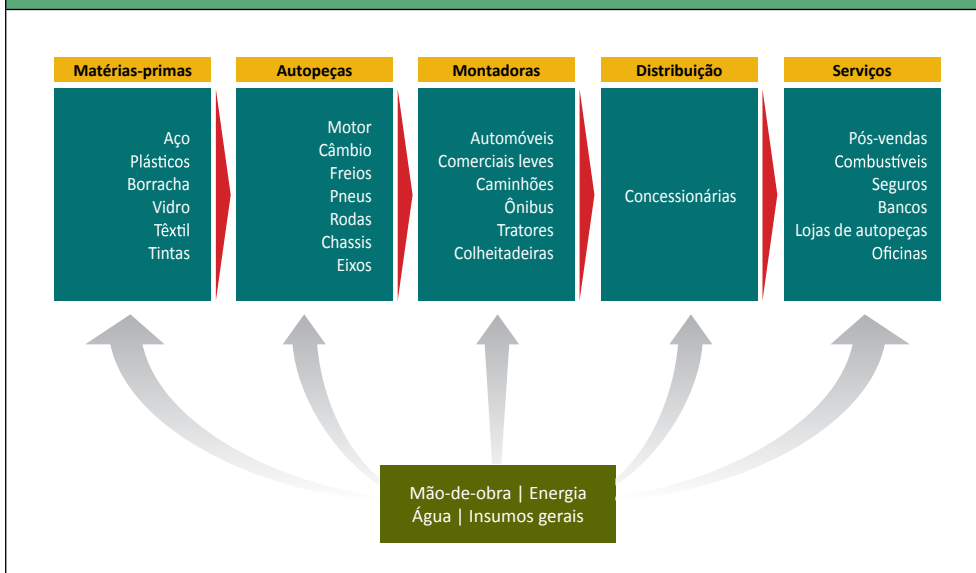 Matérias-primas
Aço
Plásticos
Borracha
Vidro
Têxtil
Tintas
Autopeças
Motor
Câmbio
Freios
Pneus
Rodas
Chassis
Eixos
Montadoras
Automóveis
Comerciais leves
Caminhões
Ônibus
Tratores
Colheitadeiras
Distribuição
Concessionárias
Serviços
Pós-vendas
Combustíveis
Seguros
Bancos
Lojas de autopeças
Oficinas
Mão-de-obra | Energia
Água | Insumos gerais